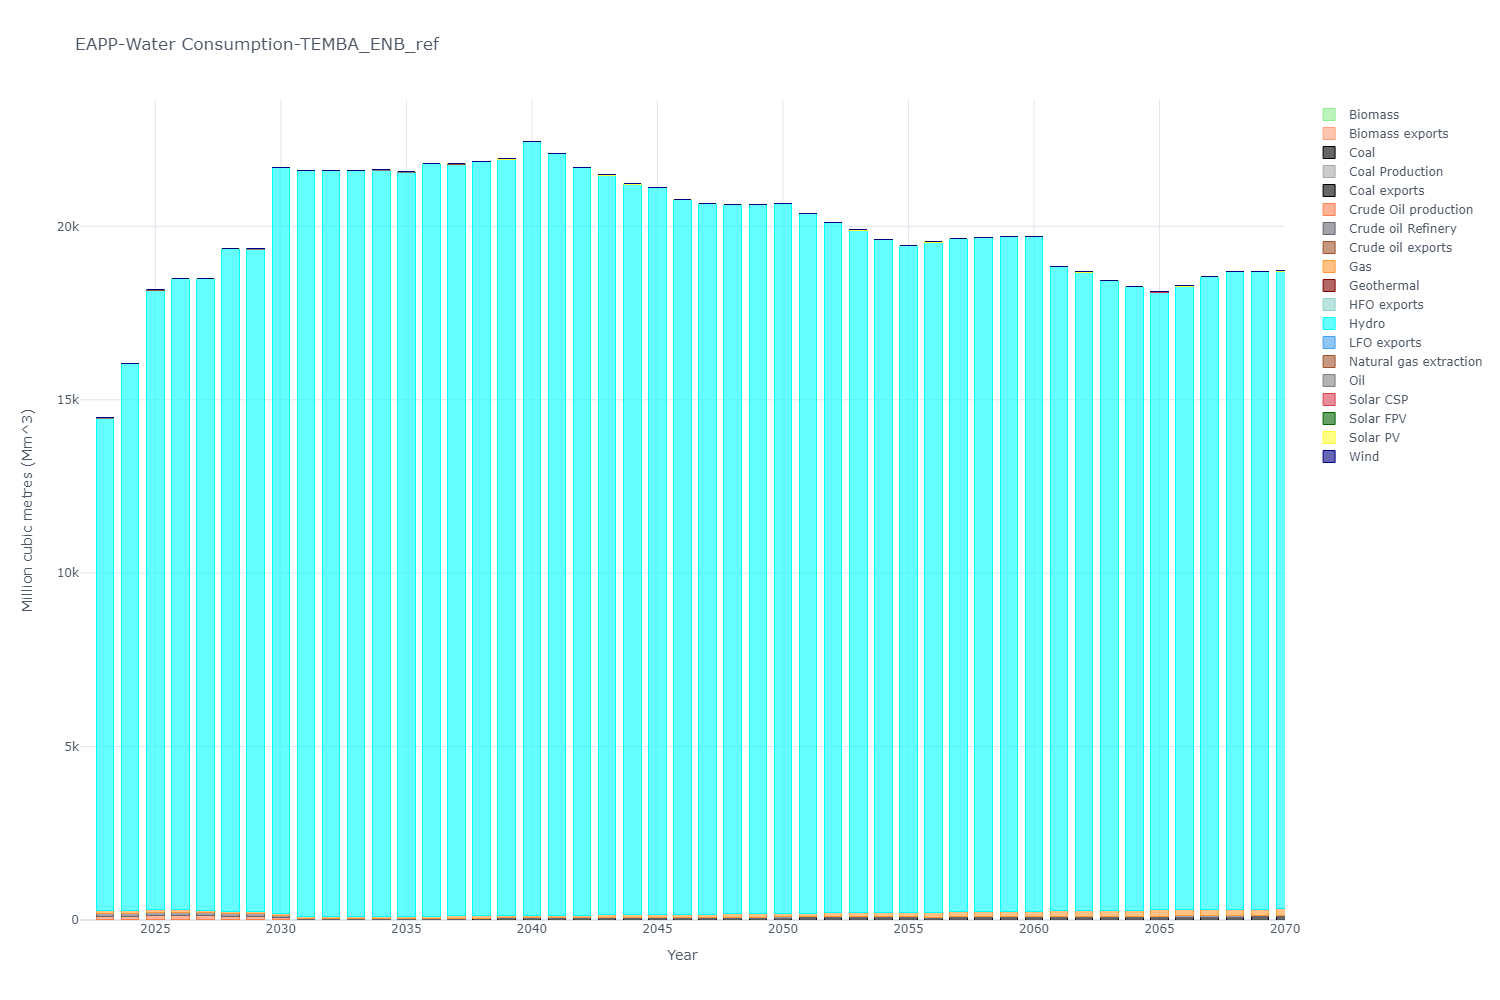 EAPP-Water Consumption-TEMBA_ENB_ref
Biomass
Biomass exports
Coal
Coal Production
Coal exports
Crude Oil production
Crude oil Refinery
Crude oil exports
Gas
Geothermal
HFO exports
Hydro
LFO exports
Natural gas extraction
Oil
Solar CSP
Solar FPV
Solar PV
Wind
Million cubic metres (Mm^3)
20k
15k
10k
5k
0
2025 2030 2035 2040 2045 2050 2055 2060 2065 2070
Year